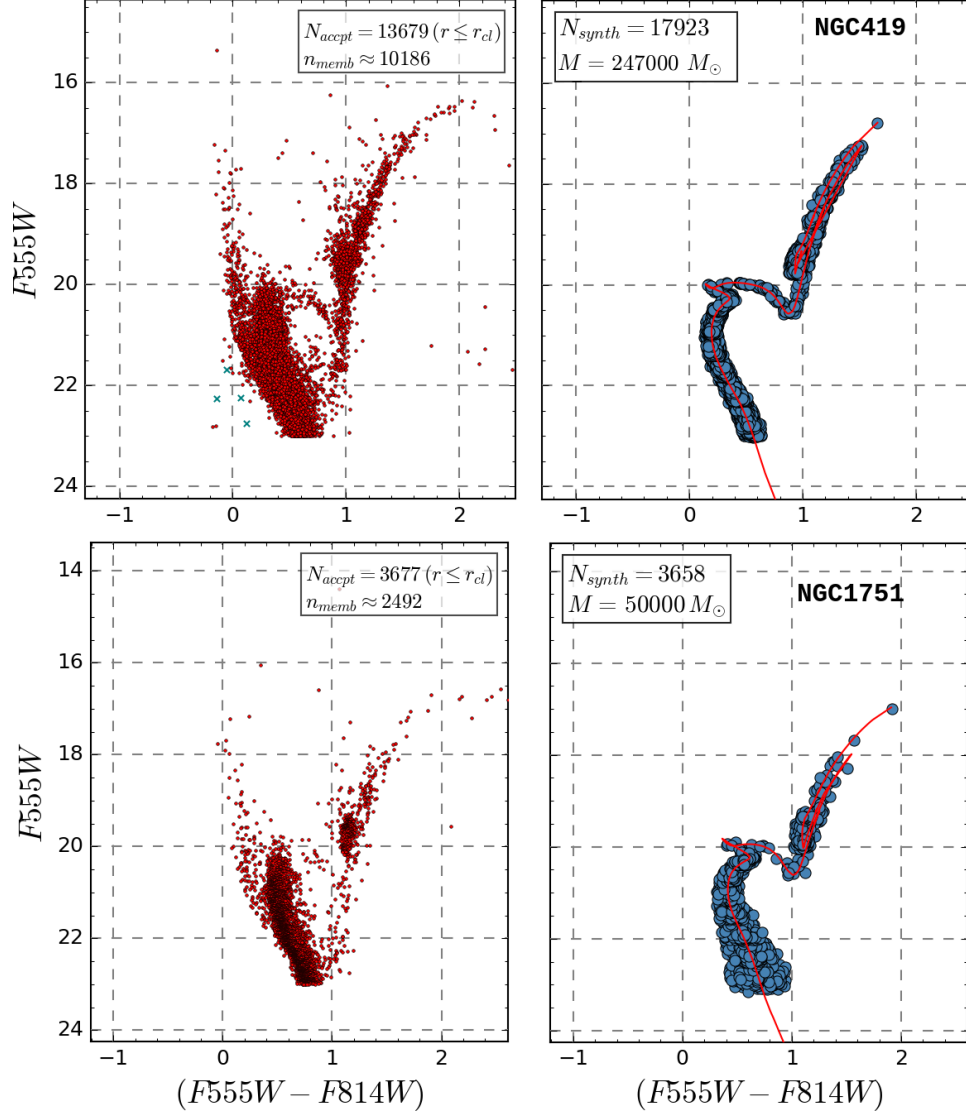 N_accpt = 13679 (r ≤ r_cl)
n_memb ≈ 10186
N_synth = 17923
M = 247000 M⊙
NGC419
16
18
20
22
24
F555W
−1 0 1 2
−1 0 1 2
N_accpt = 3677 (r ≤ r_cl)
n_memb ≈ 2492
N_synth = 3658
M = 50000 M⊙
NGC1751
14
16
18
20
22
24
F555W
−1 0 1 2
−1 0 1 2
(F555W − F814W)
(F555W − F814W)